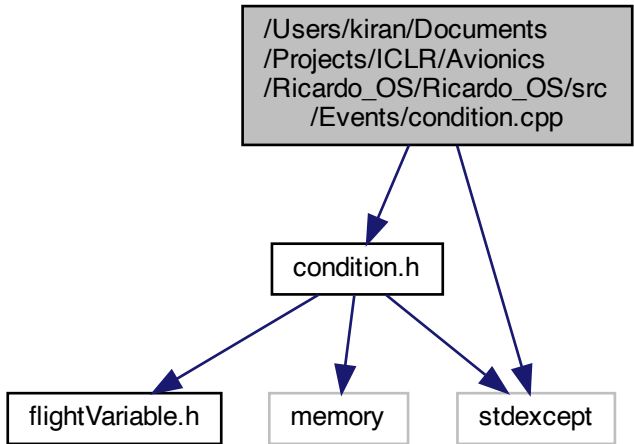 /Users/kiran/Documents
/Projects/ICLR/Avionics
/Ricardo_OS/Ricardo_OS/src
/Events/condition.cpp
condition.h
flightVariable.h
memory
stdexcept